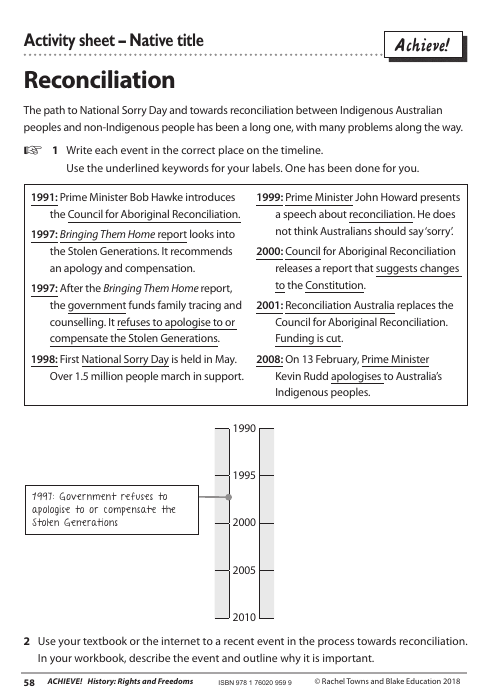 Activity sheet – Native title
Achieve!
Reconciliation
The path to National Sorry Day and towards reconciliation between Indigenous Australian
peoples and non-Indigenous people has been a long one, with many problems along the way.
1 Write each event in the correct place on the timeline.
Use the underlined keywords for your labels. One has been done for you.
1991: Prime Minister Bob Hawke introduces
the Council for Aboriginal Reconciliation.
1997: Bringing Them Home report looks into
the Stolen Generations. It recommends
an apology and compensation.
1997: After the Bringing Them Home report,
the government funds family tracing and
counselling. It refuses to apologise to or
compensate the Stolen Generations.
1998: First National Sorry Day is held in May.
Over 1.5 million people march in support.
1999: Prime Minister John Howard presents
a speech about reconciliation. He does
not think Australians should say ‘sorry’.
2000: Council for Aboriginal Reconciliation
releases a report that suggests changes
to the Constitution.
2001: Reconciliation Australia replaces the
Council for Aboriginal Reconciliation.
Funding is cut.
2008: On 13 February, Prime Minister
Kevin Rudd apologises to Australia’s
Indigenous peoples.
1990
1995
1997: Government refuses to
apologise to or compensate the
Stolen Generations
2000
2005
2010
2 Use your textbook or the internet to a recent event in the process towards reconciliation.
In your workbook, describe the event and outline why it is important.
58 ACHIEVE! History: Rights and Freedoms ISBN 978 1 76020 959 9 © Rachel Towns and Blake Education 2018